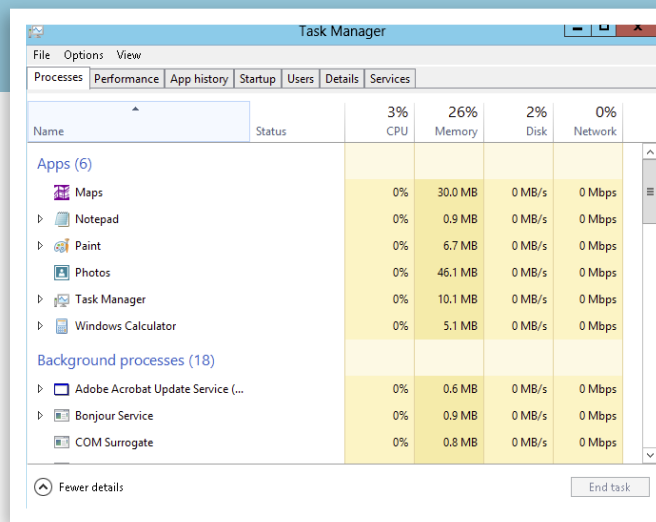 Task Manager
File Options View
Processes Performance App history Startup Users Details Services
3% 26% 2% 0%
Name Status CPU Memory Disk Network
Apps (6)
Maps 0% 30.0 MB 0 MB/s 0 Mbps
Notepad 0% 0.9 MB 0 MB/s 0 Mbps
Paint 0% 6.7 MB 0 MB/s 0 Mbps
Photos 0% 46.1 MB 0 MB/s 0 Mbps
Task Manager 0% 10.1 MB 0 MB/s 0 Mbps
Windows Calculator 0% 5.1 MB 0 MB/s 0 Mbps
Background processes (18)
Adobe Acrobat Update Service (... 0% 0.6 MB 0 MB/s 0 Mbps
Bonjour Service 0% 0.9 MB 0 MB/s 0 Mbps
COM Surrogate 0% 0.8 MB 0 MB/s 0 Mbps
Fewer details End task